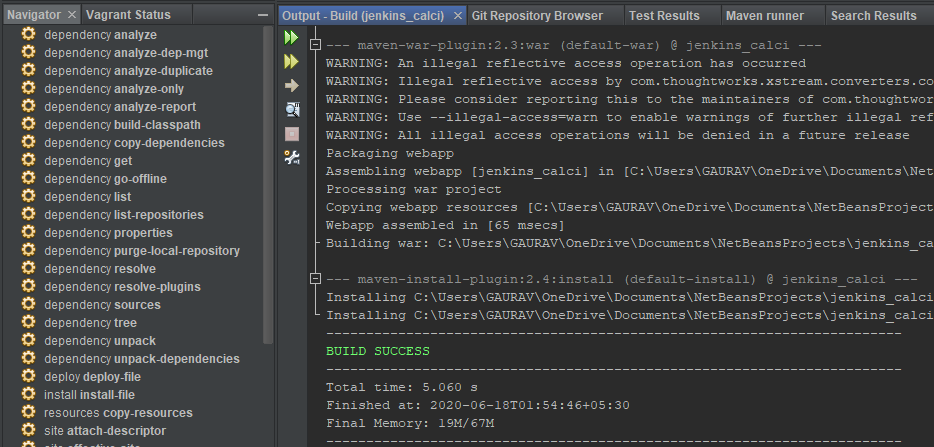 Navigator
Vagrant Status
dependency analyze
dependency analyze-dep-mgt
dependency analyze-duplicate
dependency analyze-only
dependency analyze-report
dependency build-classpath
dependency copy-dependencies
dependency get
dependency go-offline
dependency list
dependency list-repositories
dependency properties
dependency purge-local-repository
dependency resolve
dependency resolve-plugins
dependency sources
dependency tree
dependency unpack
dependency unpack-dependencies
deploy deploy-file
install install-file
resources copy-resources
site attach-descriptor
site effective-site
Output - Build (jenkins_calci)
Git Repository Browser
Test Results
Maven runner
Search Results
--- maven-war-plugin:2.3:war (default-war) @ jenkins_calci ---
WARNING: An illegal reflective access operation has occurred
WARNING: Illegal reflective access by com.thoughtworks.xstream.converters.co
WARNING: Please consider reporting this to the maintainers of com.thoughtwor
WARNING: Use --illegal-access=warn to enable warnings of further illegal ref
WARNING: All illegal access operations will be denied in a future release
Packaging webapp
Assembling webapp [jenkins_calci] in [C:\Users\GAURAV\OneDrive\Documents\Net
Processing war project
Copying webapp resources [C:\Users\GAURAV\OneDrive\Documents\NetBeansProject
Webapp assembled in [65 msecs]
Building war: C:\Users\GAURAV\OneDrive\Documents\NetBeansProjects\jenkins_ca
--- maven-install-plugin:2.4:install (default-install) @ jenkins_calci ---
Installing C:\Users\GAURAV\OneDrive\Documents\NetBeansProjects\jenkins_calci
Installing C:\Users\GAURAV\OneDrive\Documents\NetBeansProjects\jenkins_calci
------------------------------------------------------------------------
BUILD SUCCESS
------------------------------------------------------------------------
Total time: 5.060 s
Finished at: 2020-06-18T01:54:46+05:30
Final Memory: 19M/67M
------------------------------------------------------------------------